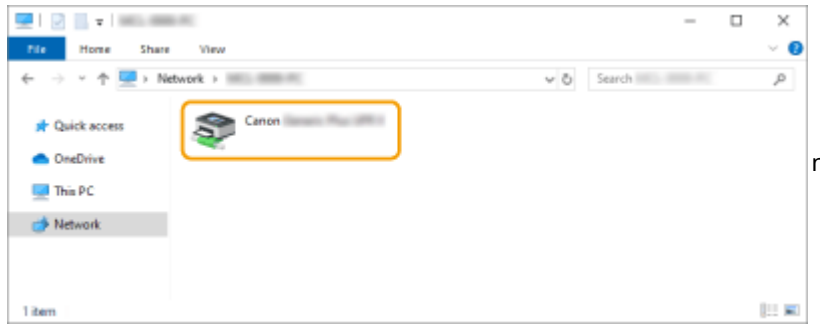 File Home Share View
Network
Search
Canon
Quick access
OneDrive
This PC
Network
1 item